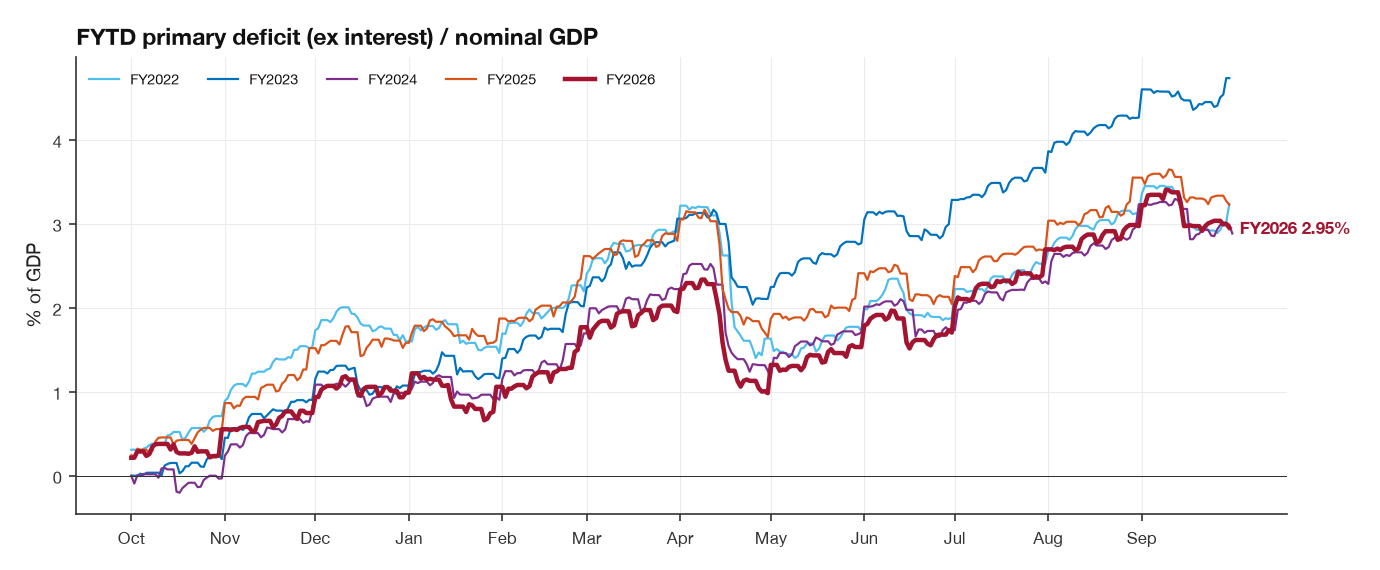 FYTD primary deficit (ex interest) / nominal GDP
FY2022 FY2023 FY2024 FY2025 FY2026
% of GDP
4
3
2
1
0
FY2026 2.95%
Oct Nov Dec Jan Feb Mar Apr May Jun Jul Aug Sep